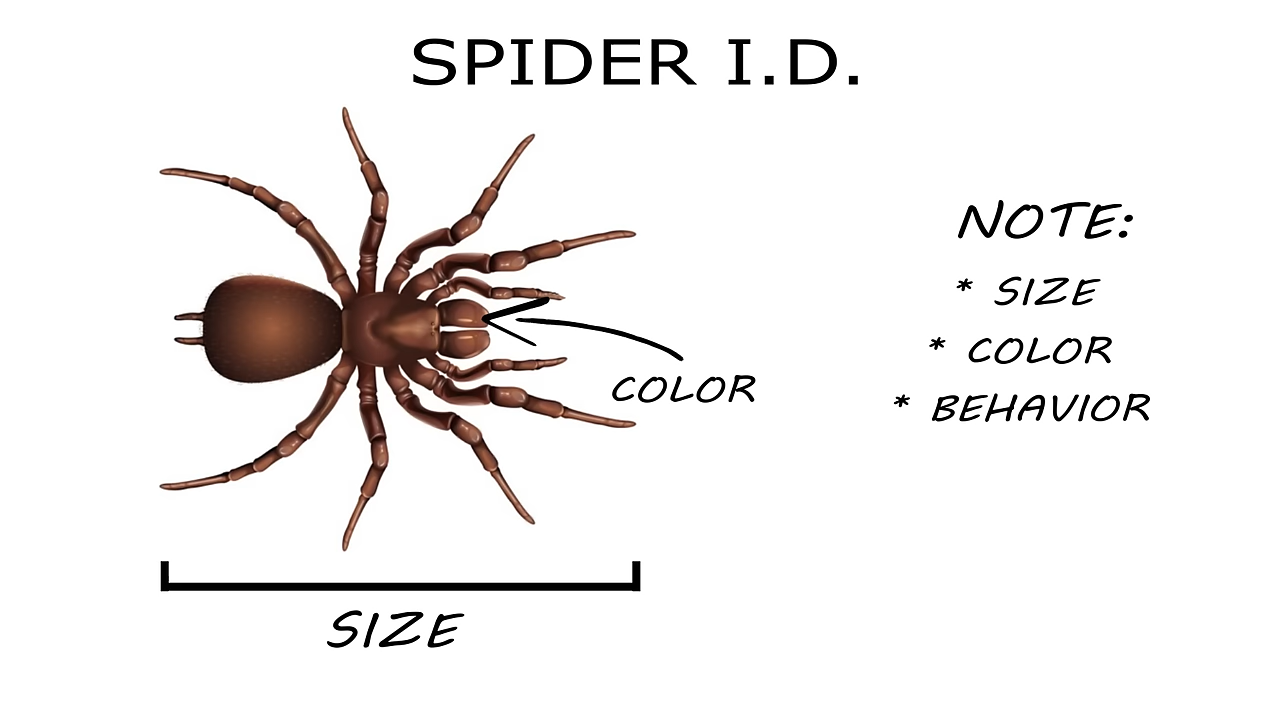 SPIDER I.D.
NOTE:
* SIZE
* COLOR
* BEHAVIOR
COLOR
SIZE